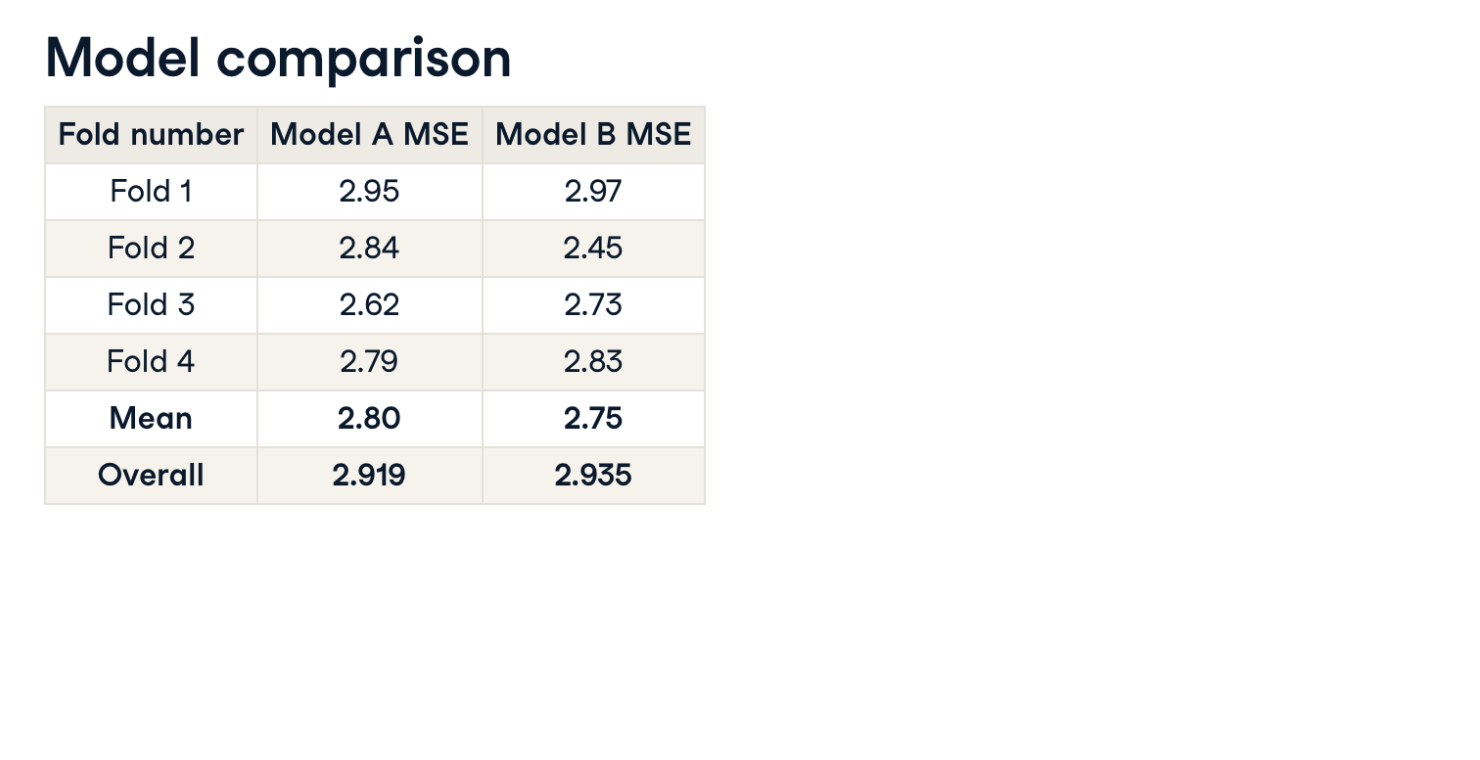 Model comparison
Fold number Model A MSE Model B MSE
Fold 1 2.95 2.97
Fold 2 2.84 2.45
Fold 3 2.62 2.73
Fold 4 2.79 2.83
Mean 2.80 2.75
Overall 2.919 2.935